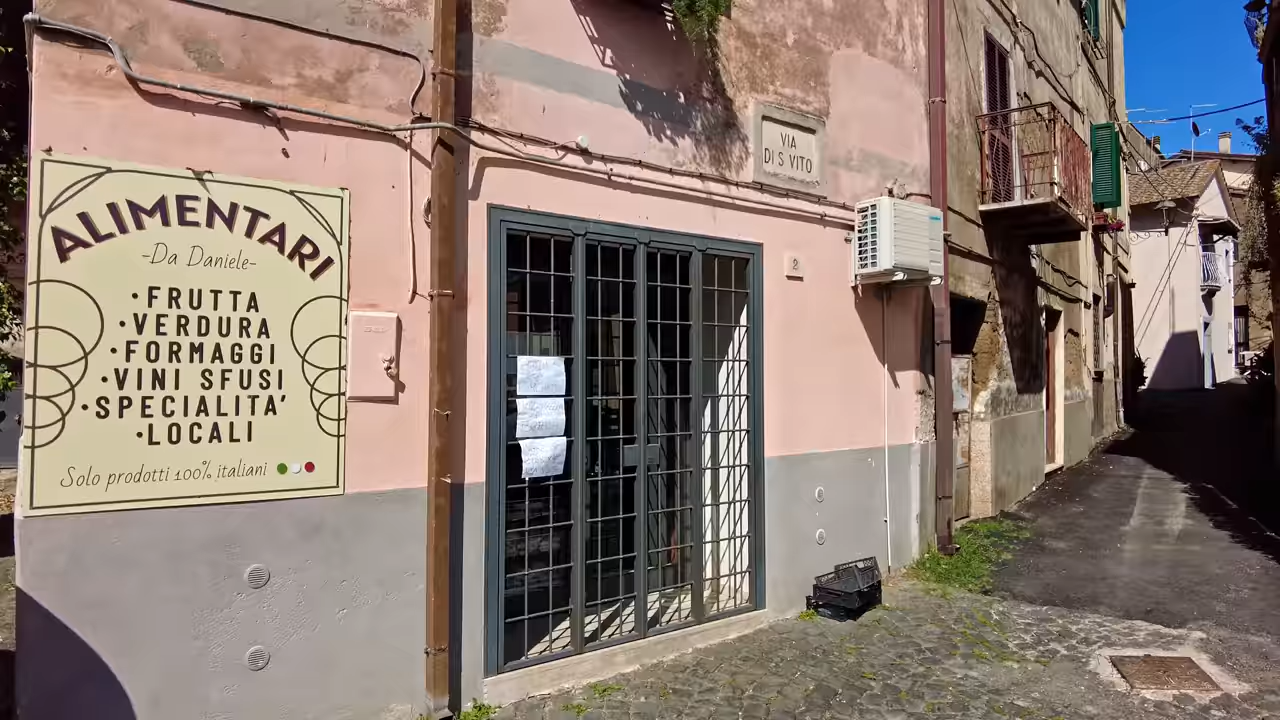 ALIMENTARI
-Da Daniele-
·FRUTTA
·VERDURA
·FORMAGGI
·VINI SFUSI
·SPECIALITA’
·LOCALI
Solo prodotti 100% italiani
VIA
DI S VITO
2